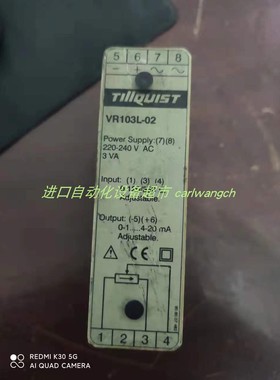 5 6 7 8
- + ~ ~
TillQUIST
VR103L-02
Power Supply:(7)(8)
220-240 V AC
3 VA
进口自动化设备超市 carlwangch
Input: (1) (3) (4)
Adjustable.
Output: (-5)(+6)
0-1....4-20 mA
Adjustable.
1 2 3 4
REDMI K30 5G
AI QUAD CAMERA